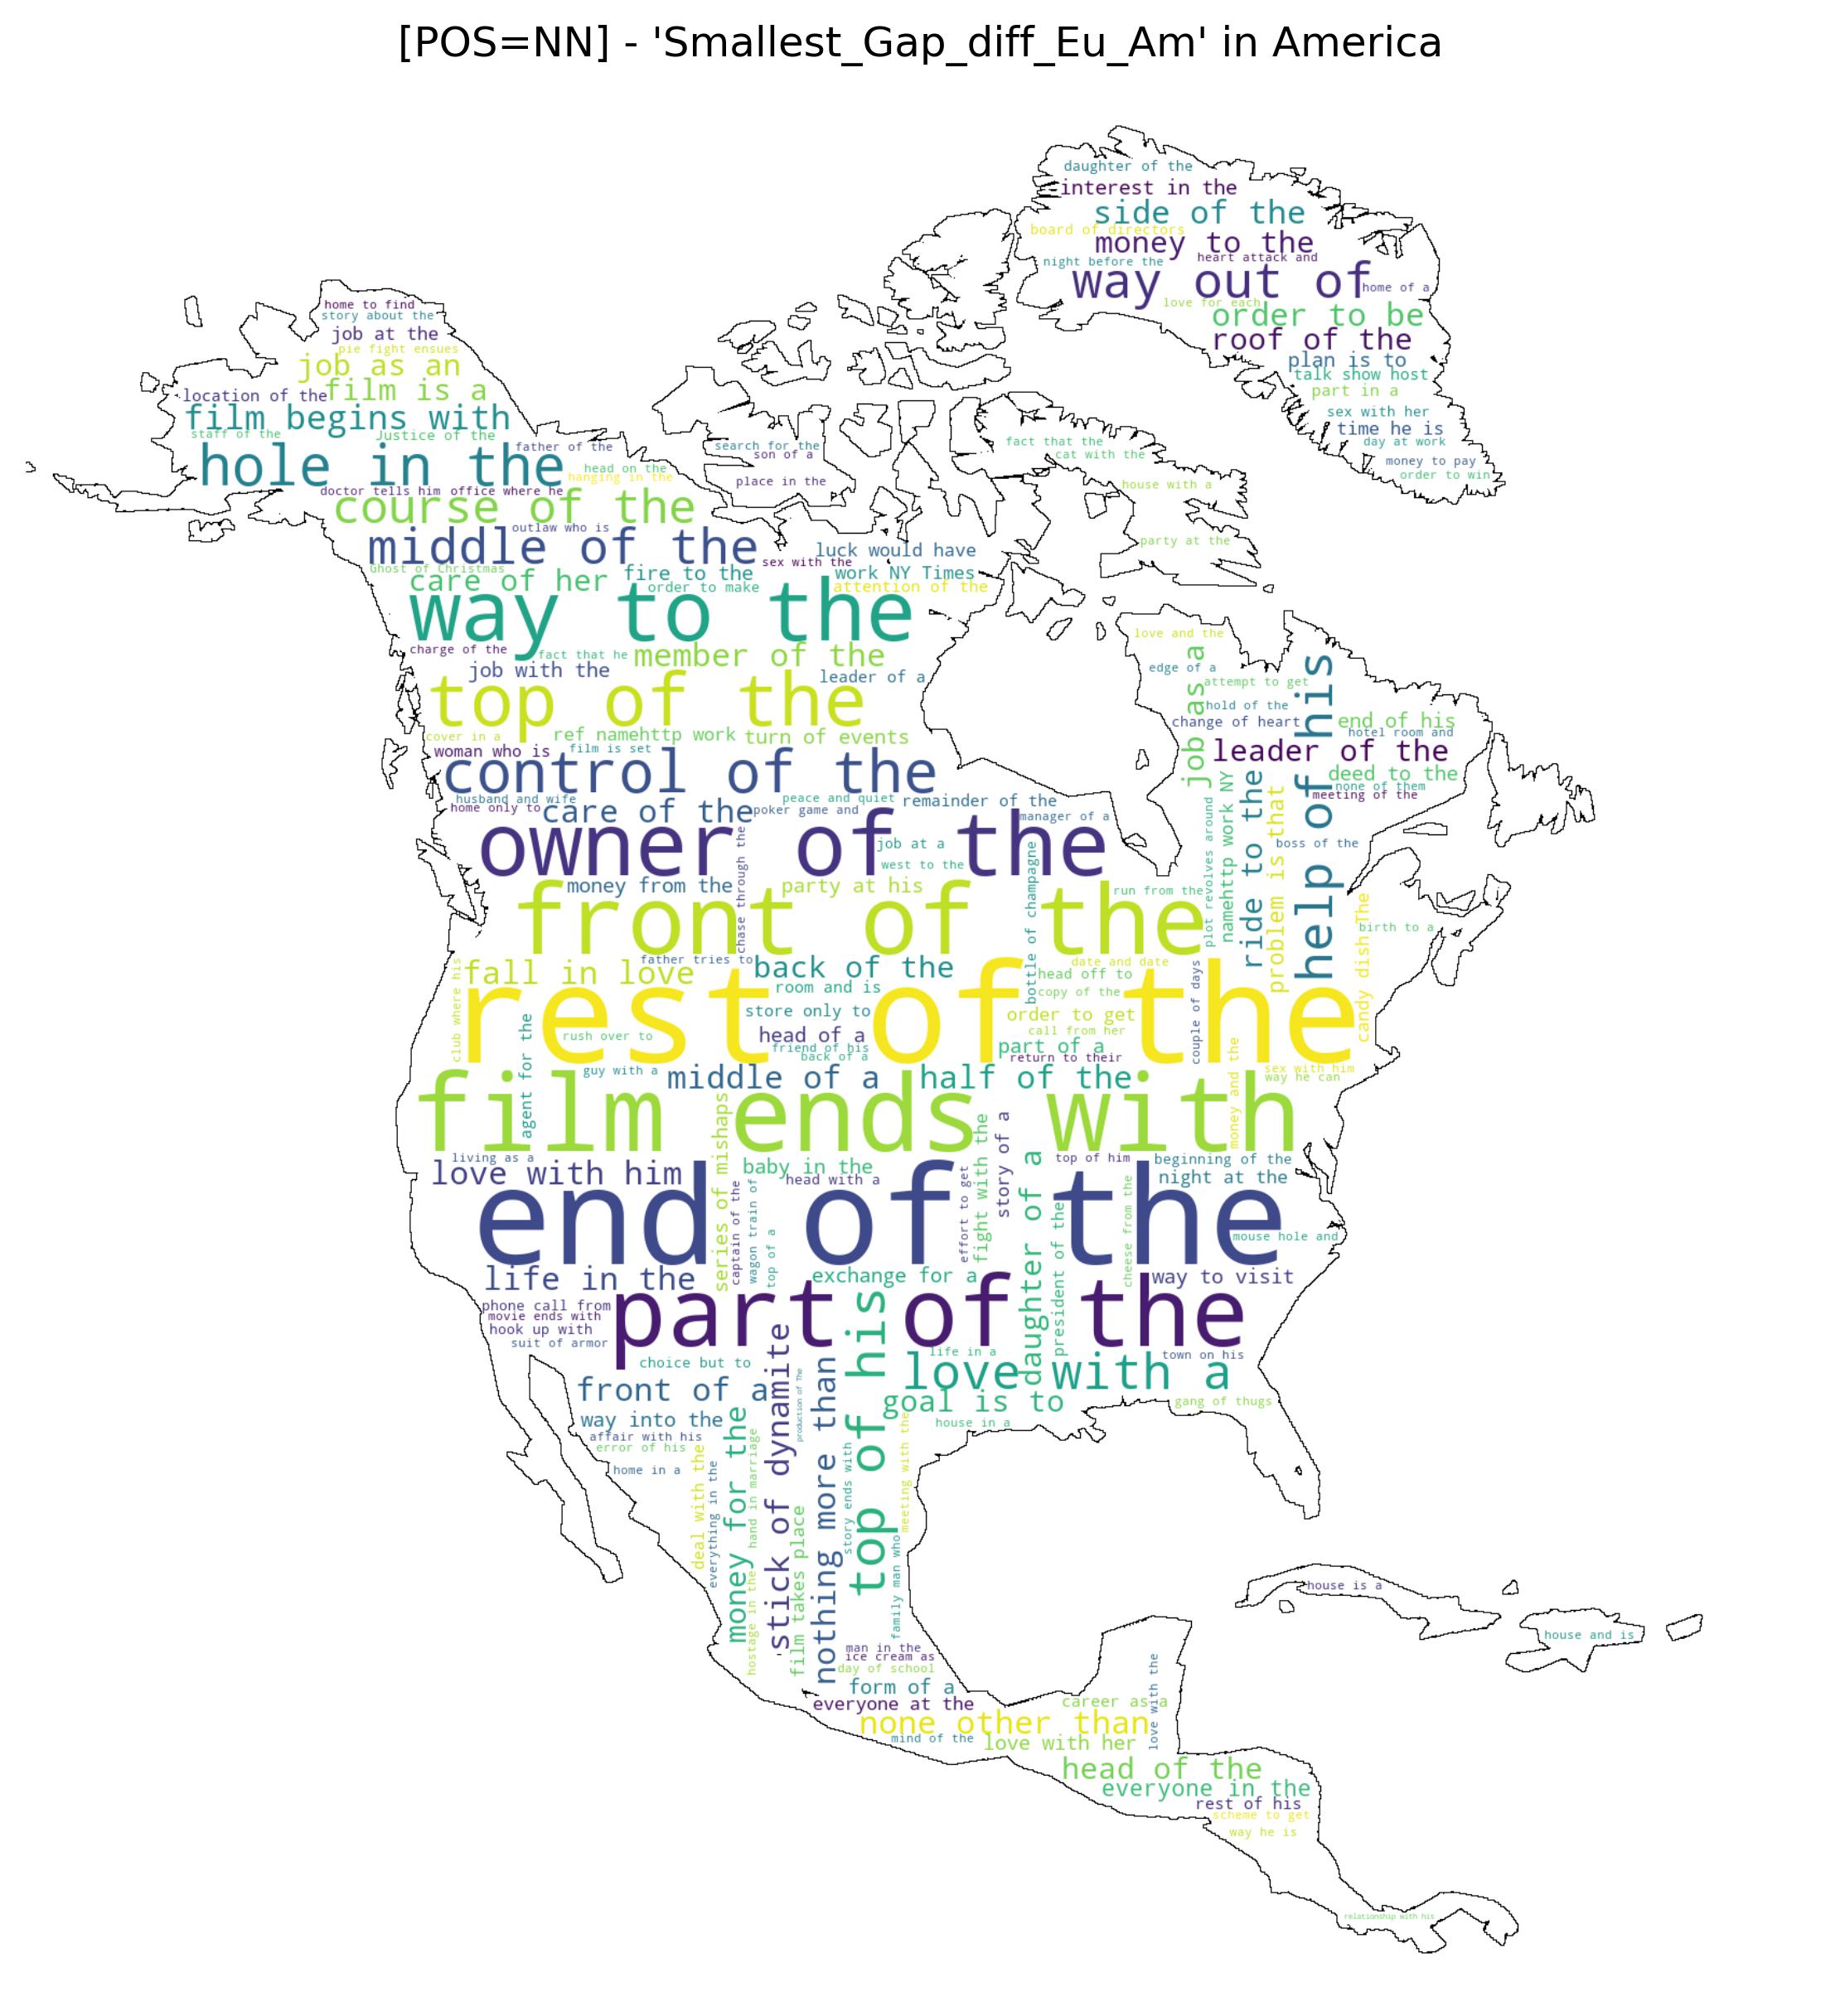 [POS=NN] - 'Smallest_Gap_diff_Eu_Am' in America
daughter of the
interest in the
side of the
board of directors
money to the
night before the
heart attack and
way out of
home of a
love for each
order to be
roof of the
plan is to
talk show host
part in a
sex with her
time he is
day at work
money to pay
order to win
home to find
story about the
job at the
pie fight ensues
job as an
film is a
location of the
film begins with
staff of the
Justice of the
father of the
hole in the
head on the
hanging in the
doctor tells him
office where he
course of the
outlaw who is
middle of the
search for the
son of a
place in the
fact that the
cat with the
house with a
party at the
luck would have
sex with the
Ghost of Christmas
care of her
fire to the
work NY Times
order to make
attention of the
way to the
charge of the
fact that he
member of the
job with the
leader of a
top of the
cover in a
ref namehttp work
turn of events
woman who is
film is set
control of the
husband and wife
peace and quiet
remainder of the
home only to
care of the
poker game and
manager of a
owner of the
job at a
west to the
chase through the
love and the
edge of a
job as a
attempt to get
hold of the
change of heart
end of his
hotel room and
leader of the
deed to the
none of them
meeting of the
help of his
ride to the
namehttp work NY
plot revolves around
problem is that
boss of the
birth to a
candy dishThe
money from the
party at his
run from the
front of the
bottle of champagne
father tries to
date and date
fall in love
back of the
head off to
room and is
copy of the
couple of days
club where his
rest of the
store only to
order to get
call from her
rush over to
head of a
friend of his
back of a
part of a
return to their
agent for the
guy with a
middle of a
half of the
money and the
sex with him
way he can
film ends with
series of mishaps
fight with the
story of a
living as a
love with him
baby in the
head with a
top of him
beginning of the
night at the
end of the
captain of the
wagon train of
top of a
effort to get
daughter of a
president of the
cheese from the
mouse hole and
life in the
exchange for a
way to visit
phone call from
movie ends with
hook up with
suit of armor
part of the
choice but to
life in a
town on his
love with a
front of a
goal is to
gang of thugs
way into the
house in a
affair with his
error of his
home in a
deal with the
everything in the
money for the
hand in marriage
hostage in the
stick of dynamite
production of The
film takes place
nothing more than
story ends with
top of his
meeting with the
family man who
house is a
house and is
man in the
ice cream as
day of school
form of a
everyone at the
career as a
love with the
none other than
mind of the
love with her
head of the
everyone in the
rest of his
scheme to get
way he is
relationship with his